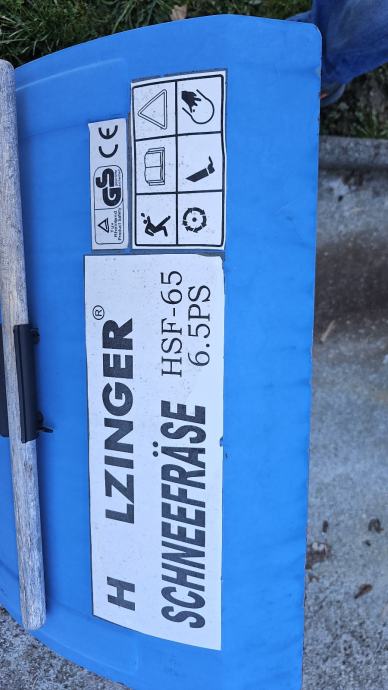 H LZINGER®
SCHNEEFRÄSE
HSF-65
6.5PS
GS
CE